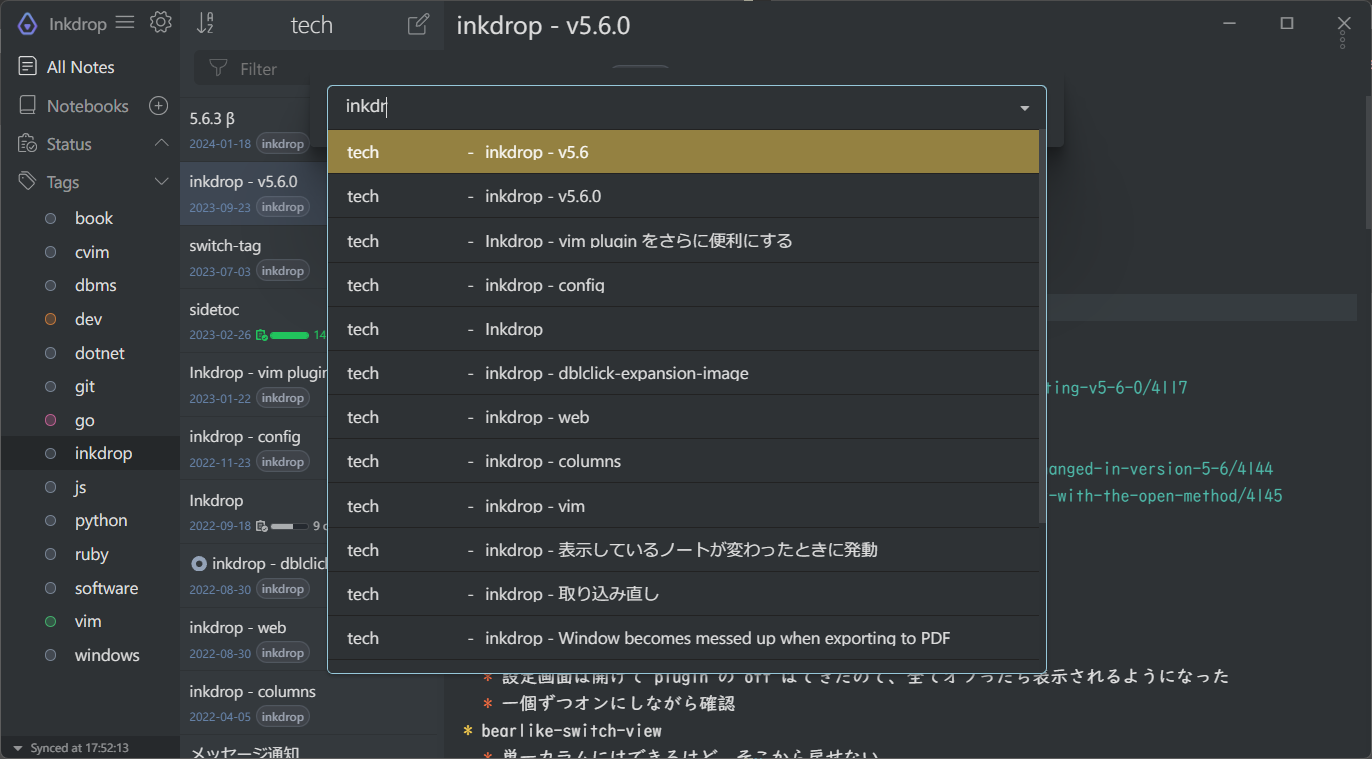 Inkdrop
All Notes
Notebooks
Status
Tags
book
cvim
dbms
dev
dotnet
git
go
inkdrop
js
python
ruby
software
vim
windows
Synced at 17:52:13
tech
Filter
5.6.3 β
2024-01-18 inkdrop
inkdrop - v5.6.0
2023-09-23 inkdrop
switch-tag
2023-07-03 inkdrop
sidetoc
2023-02-26 14
Inkdrop - vim plugin
2023-01-22 inkdrop
inkdrop - config
2022-11-23 inkdrop
Inkdrop
2022-09-18 9
inkdrop - dblclick
2022-08-30 inkdrop
inkdrop - web
2022-08-30 inkdrop
inkdrop - columns
2022-04-05 inkdrop
メッセージ通知
inkdrop - v5.6.0
inkdr
tech - inkdrop - v5.6
tech - inkdrop - v5.6.0
tech - Inkdrop - vim plugin をさらに便利にする
tech - inkdrop - config
tech - Inkdrop
tech - inkdrop - dblclick-expansion-image
tech - inkdrop - web
tech - inkdrop - columns
tech - inkdrop - vim
tech - inkdrop - 表示しているノートが変わったときに発動
tech - inkdrop - 取り込み直し
tech - inkdrop - Window becomes messed up when exporting to PDF
ting-v5-6-0/4117
anged-in-version-5-6/4144
-with-the-open-method/4145
* 設定画面は開けて plugin の off はできたので、全てオフったら表示されるようになった
* 一個ずつオンにしながら確認
* bearlike-switch-view
* 単一カラムにはできるけど、そこから戻せない